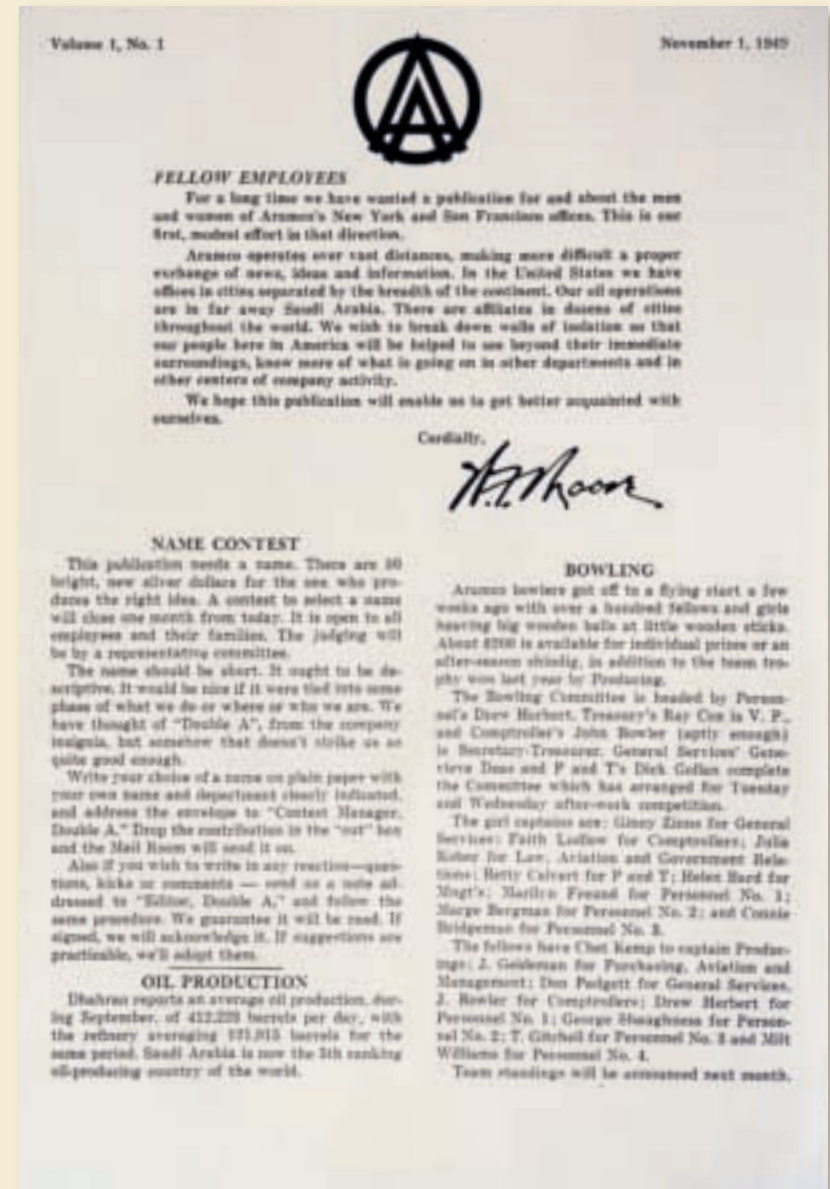 Volume 1, No. 1
November 1, 1949
FELLOW EMPLOYEES
For a long time we have wanted a publication for and about the men
and women of Aramco's New York and San Francisco offices. This is our
first, modest effort in that direction.
Aramco operates over vast distances, making more difficult a proper
exchange of news, ideas and information. In the United States we have
offices in cities separated by the breadth of the continent. Our oil operations
are in far away Saudi Arabia. There are affiliates in dozens of cities
throughout the world. We wish to break down walls of isolation so that
our people here in America will be helped to see beyond their immediate
surroundings, know more of what is going on in other departments and in
other centers of company activity.
We hope this publication will enable us to get better acquainted with
ourselves.
Cordially,
NAME CONTEST
This publication needs a name. There are 50
bright, new silver dollars for the one who pro-
duces the right idea. A contest to select a name
will close one month from today. It is open to all
employees and their families. The judging will
be by a representative committee.
The name should be short. It ought to be de-
scriptive. It would be nice if it were tied into some
phase of what we do or where or who we are. We
have thought of "Double A", from the company
insignia, but somehow that doesn't strike us as
quite good enough.
Write your choice of a name on plain paper with
your own name and department clearly indicated,
and address the envelope to "Contest Manager,
Double A." Drop the contribution in the "out" box
and the Mail Room will send it on.
Also if you wish to write in any reaction—ques-
tions, kicks or comments — send us a note ad-
dressed to "Editor, Double A," and follow the
same procedure. We guarantee it will be read. If
signed, we will acknowledge it. If suggestions are
practicable, we'll adopt them.
OIL PRODUCTION
Dhahran reports an average oil production, dur-
ing September, of barrels per day, with
the refinery averaging barrels for the
same period. Saudi Arabia is now the 5th ranking
oil-producing country of the world.
BOWLING
Aramco bowlers got off to a flying start a few
weeks ago with over a hundred fellows and girls
heaving big wooden balls at little wooden sticks.
About $200 is available for individual prizes or an
after-season shindig, in addition to the team tro-
phy won last year by Producing.
The Bowling Committee is headed by Person-
nel's Drew Herbert. Treasury's Ray Cox is V. P.,
and Comptroller's John Bowler (aptly enough)
is Secretary-Treasurer. General Services' Gene-
vieve Deas and P and T's Dick complete
the Committee which has arranged for Tuesday
and Wednesday after-work competition.
The girl captains are: Ginny for General
Services; Faith Ludlow for Comptrollers; Julia
for Law, Aviation and Government Rela-
tions; Betty Calvert for P and T; Helen Bard for
Mngt's; Marilyn Freund for Personnel No. 1;
Marge Bergman for Personnel No. 2; and Connie
Bridgeman for Personnel No. 3.
The fellows have Chet Kemp to captain Produc-
ings; J. for Purchasing, Aviation and
Management; Don Padgett for General Services,
J. Bowler for Comptrollers; Drew Herbert for
Personnel No. 1; George Shaughness for Person-
nel No. 2; T. Gitchell for Personnel No. 3 and Milt
Williams for Personnel No. 4.
Team standings will be announced next month.